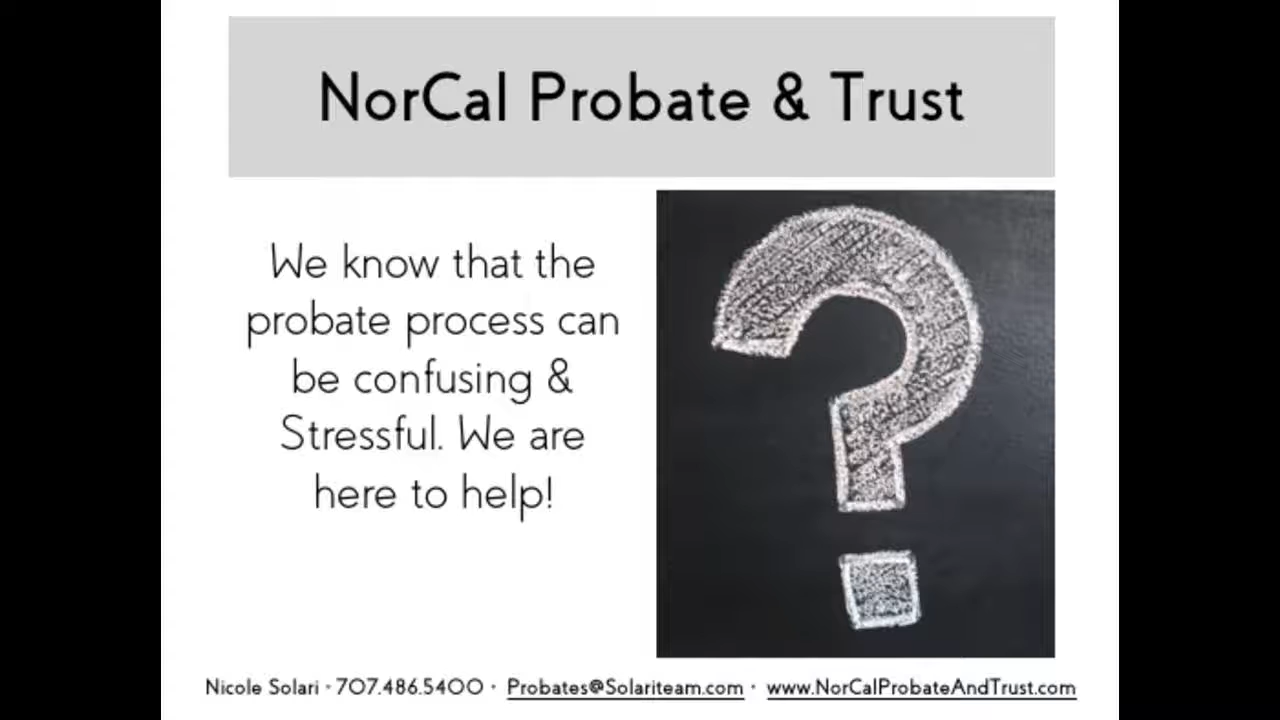 NorCal Probate & Trust
We know that the
probate process can
be confusing &
Stressful. We are
here to help!
Nicole Solari • 707.486.5400 • Probates@Solariteam.com • www.NorCalProbateAndTrust.com